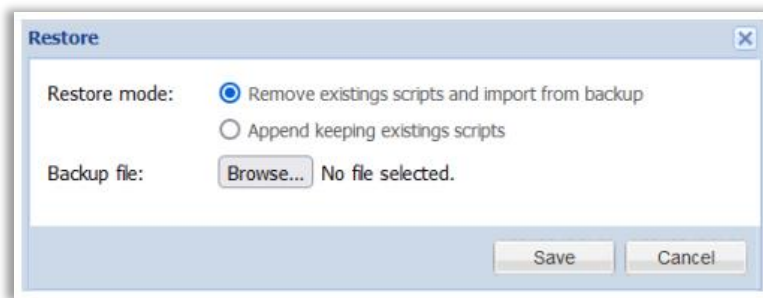 Restore
Restore mode: Remove existings scripts and import from backup
Append keeping existings scripts
Backup file: Browse... No file selected.
Save Cancel